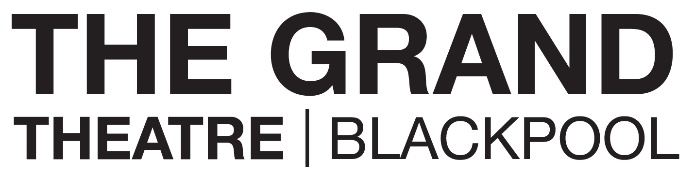 THE GRAND
THEATRE | BLACKPOOL